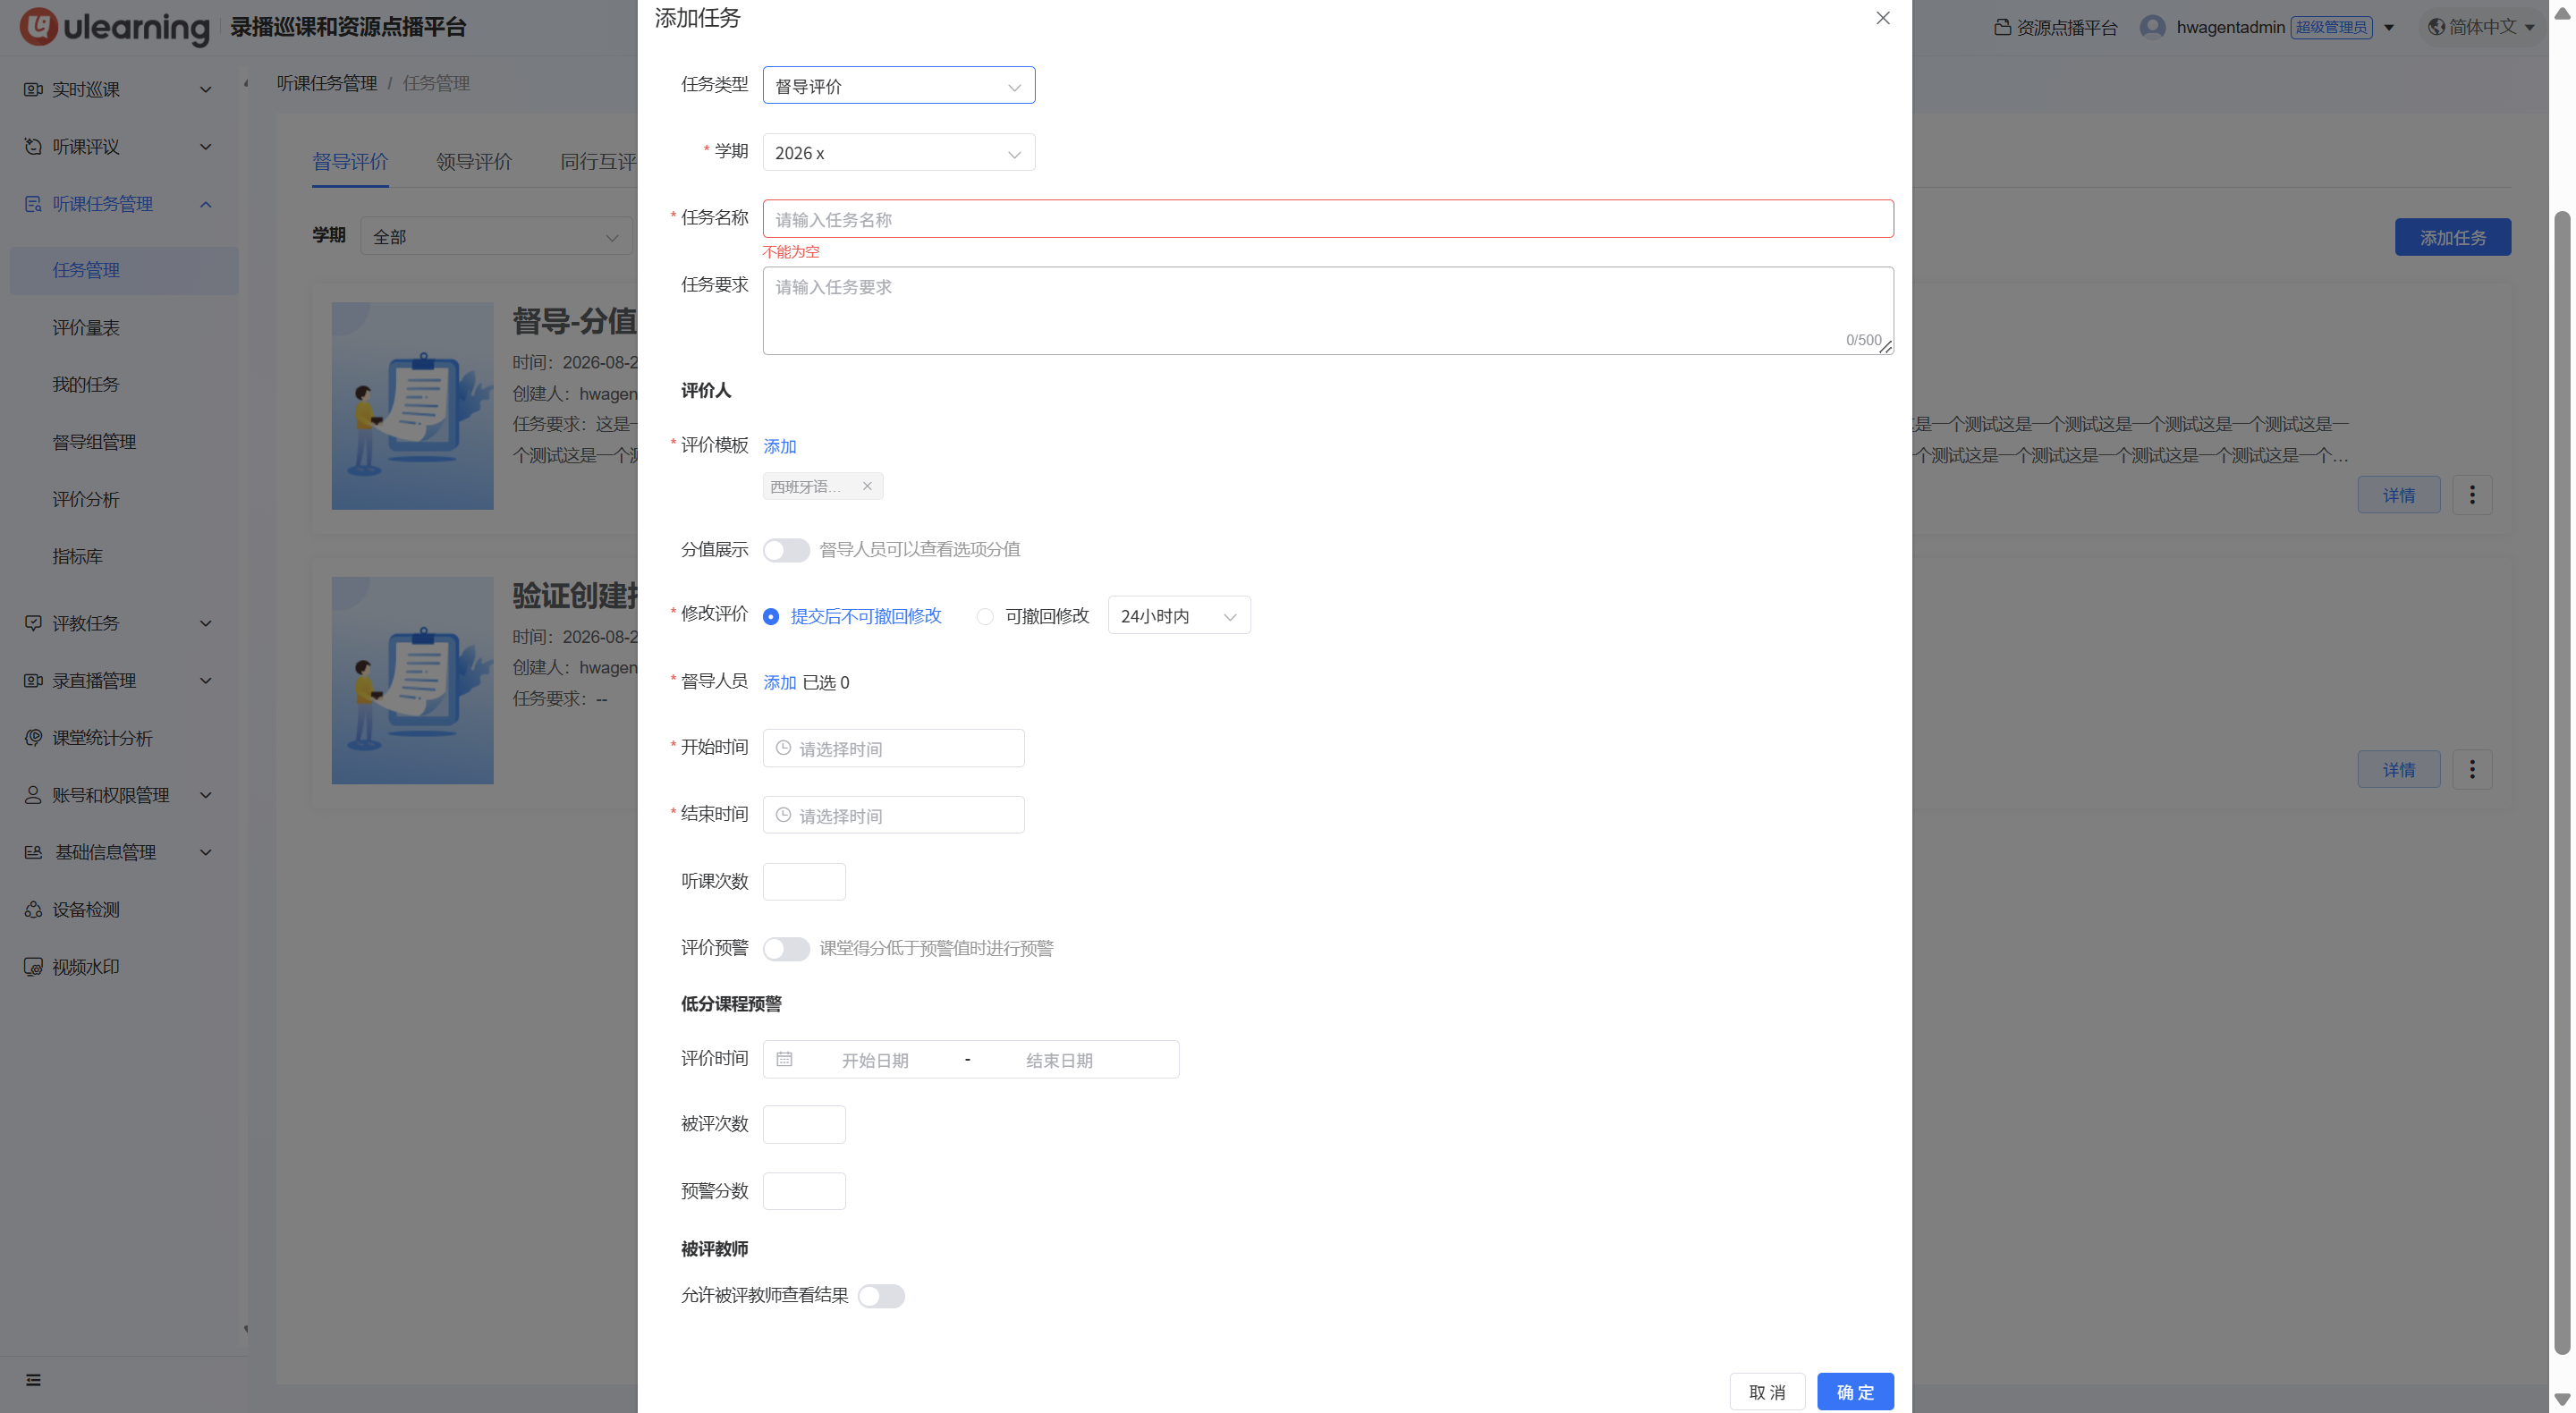 ulearning 录播巡课和资源点播平台
资源点播平台 hwagentadmin 超级管理员 简体中文
实时巡课
听课评议
听课任务管理
任务管理
评价量表
我的任务
督导组管理
评价分析
指标库
评教任务
录直播管理
课堂统计分析
账号和权限管理
基础信息管理
设备检测
视频水印
听课任务管理 / 任务管理
督导评价 领导评价 同行互评
学期 全部
添加任务
督导-分值
时间：2026-08-2
创建人：hwagen
任务要求：这是一
个测试这是一个测
是一个测试这是一个测试这是一个测试这是一个测试这是一
个测试这是一个测试这是一个测试这是一个测试这是一个...
详情
验证创建
时间：2026-08-2
创建人：hwagen
任务要求：--
详情
添加任务
任务类型 督导评价
* 学期 2026 x
* 任务名称 请输入任务名称
不能为空
任务要求 请输入任务要求
0/500
评价人
* 评价模板 添加
西班牙语...
分值展示 督导人员可以查看选项分值
* 修改评价 提交后不可撤回修改 可撤回修改 24小时内
* 督导人员 添加 已选 0
* 开始时间 请选择时间
* 结束时间 请选择时间
听课次数
评价预警 课堂得分低于预警值时进行预警
低分课程预警
评价时间 开始日期 - 结束日期
被评次数
预警分数
被评教师
允许被评教师查看结果
取消 确定